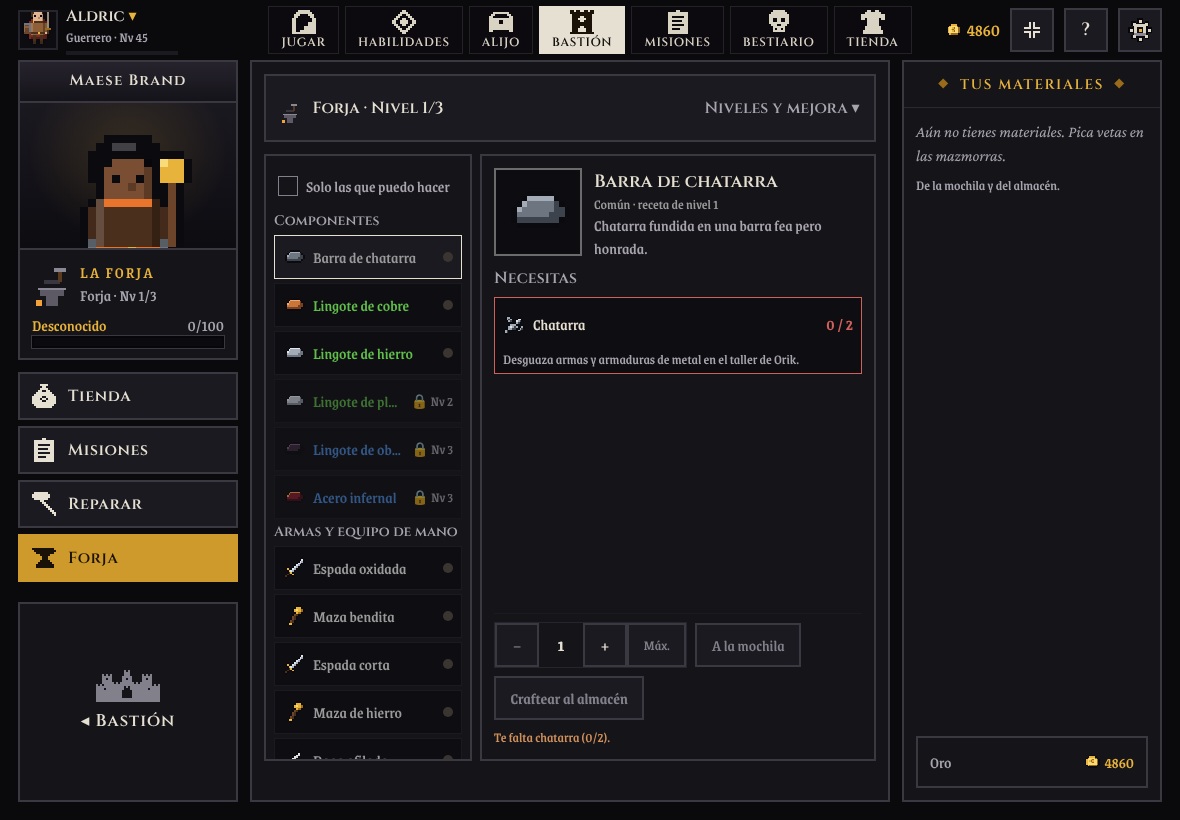 Aldric ▾
Guerrero · Nv 45
Jugar
Habilidades
Alijo
Bastión
Misiones
Bestiario
Tienda
4860
?
Maese Brand
La Forja
Forja · Nv 1/3
Desconocido 0/100
Tienda
Misiones
Reparar
Forja
◂ Bastión
Forja · Nivel 1/3
Niveles y mejora ▾
Solo las que puedo hacer
Componentes
Barra de chatarra
Lingote de cobre
Lingote de hierro
Lingote de pl... Nv 2
Lingote de ob... Nv 3
Acero infernal Nv 3
Armas y equipo de mano
Espada oxidada
Maza bendita
Espada corta
Maza de hierro
Barra de chatarra
Común · receta de nivel 1
Chatarra fundida en una barra fea pero
honrada.
Necesitas
Chatarra 0 / 2
Desguaza armas y armaduras de metal en el taller de Orik.
− 1 + Máx. A la mochila
Craftear al almacén
Te falta chatarra (0/2).
◆ Tus materiales ◆
Aún no tienes materiales. Pica vetas en
las mazmorras.
De la mochila y del almacén.
Oro 4860